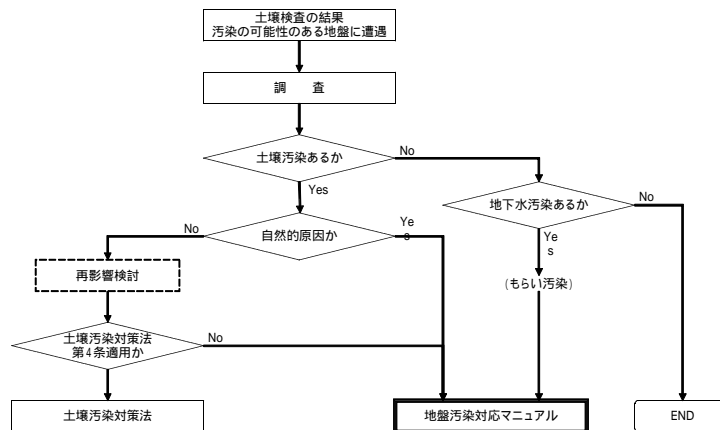 土壌検査の結果
汚染の可能性のある地盤に遭遇
調　　査
土壌汚染あるか
No
Yes
地下水汚染あるか
No
No
自然的原因か
Ye
s
Ye
s
再影響検討
(もらい汚染)
土壌汚染対策法
第4条適用か
No
土壌汚染対策法
地盤汚染対応マニュアル
END